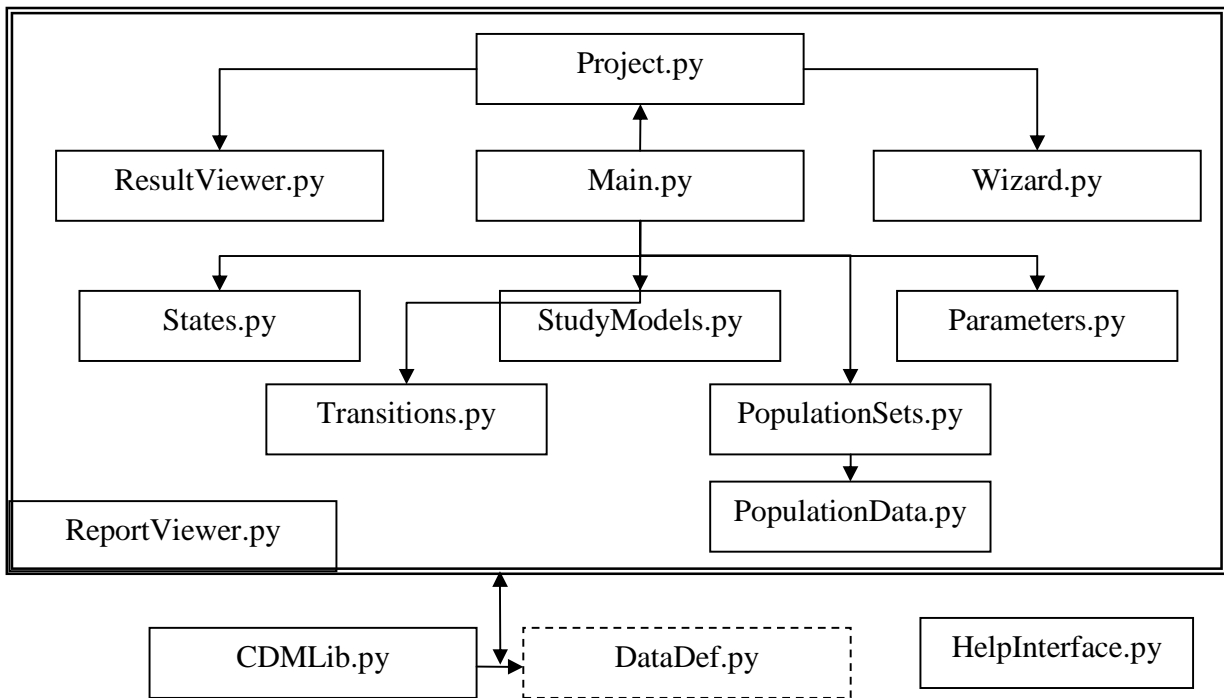 Project.py
ResultViewer.py
Main.py
Wizard.py
States.py
StudyModels.py
Parameters.py
Transitions.py
PopulationSets.py
PopulationData.py
ReportViewer.py
CDMLib.py
DataDef.py
HelpInterface.py